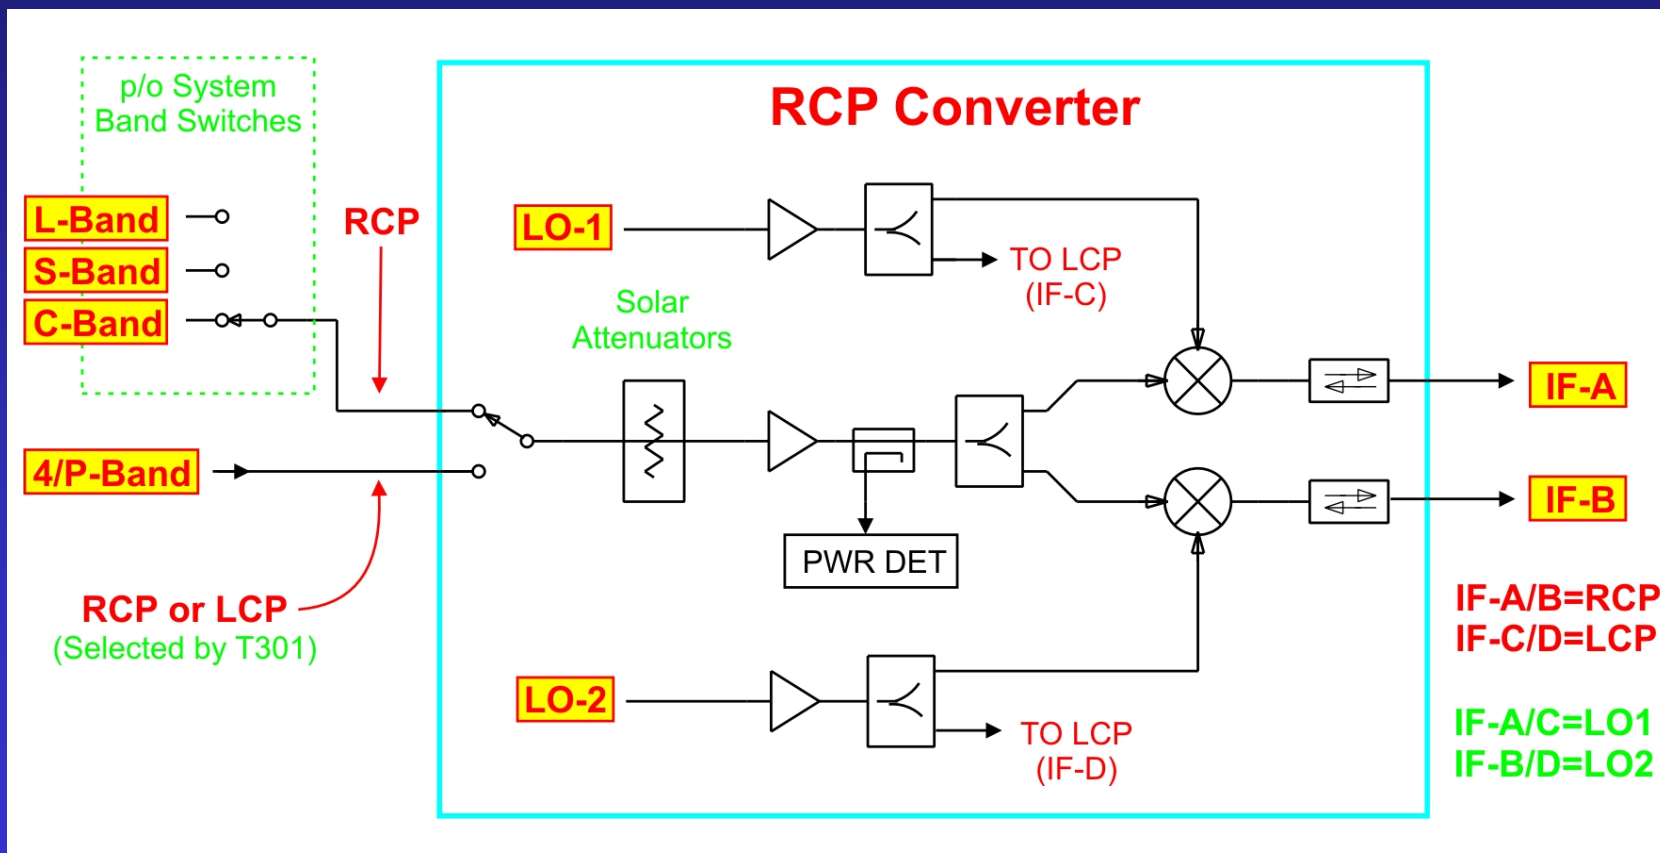 p/o System
Band Switches
RCP Converter
L-Band
S-Band
C-Band
RCP
LO-1
TO LCP
(IF-C)
Solar
Attenuators
IF-A
4/P-Band
IF-B
PWR DET
RCP or LCP
(Selected by T301)
IF-A/B=RCP
IF-C/D=LCP
LO-2
TO LCP
(IF-D)
IF-A/C=LO1
IF-B/D=LO2